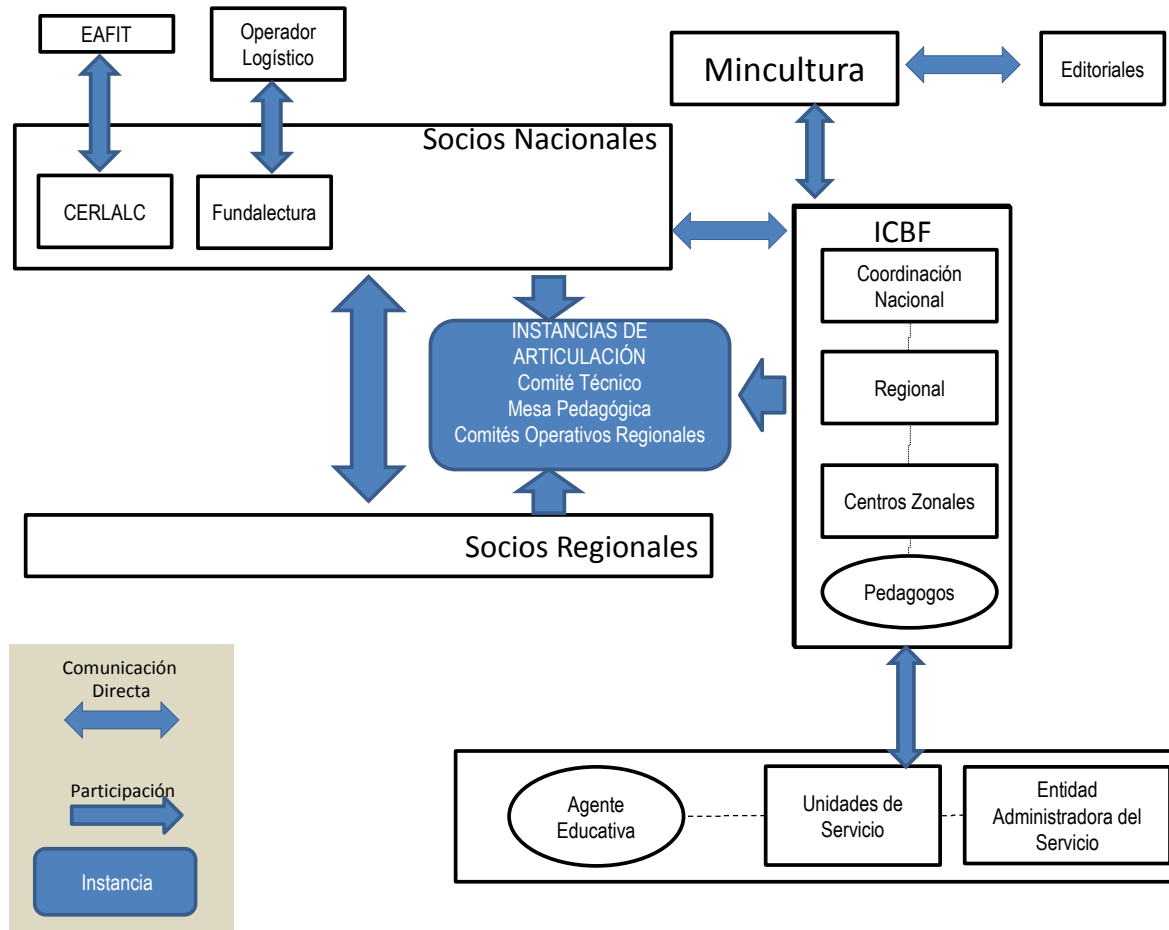 EAFIT
Operador
Logístico
Mincultura
Editoriales
Socios Nacionales
CERLALC
Fundalectura
ICBF
Coordinación
Nacional
INSTANCIAS DE
ARTICULACIÓN
Comité Técnico
Mesa Pedagógica
Comités Operativos Regionales
Regional
Centros Zonales
Socios Regionales
Pedagogos
Comunicación
Directa
Participación
Instancia
Agente
Educativa
Unidades de
Servicio
Entidad
Administradora del
Servicio